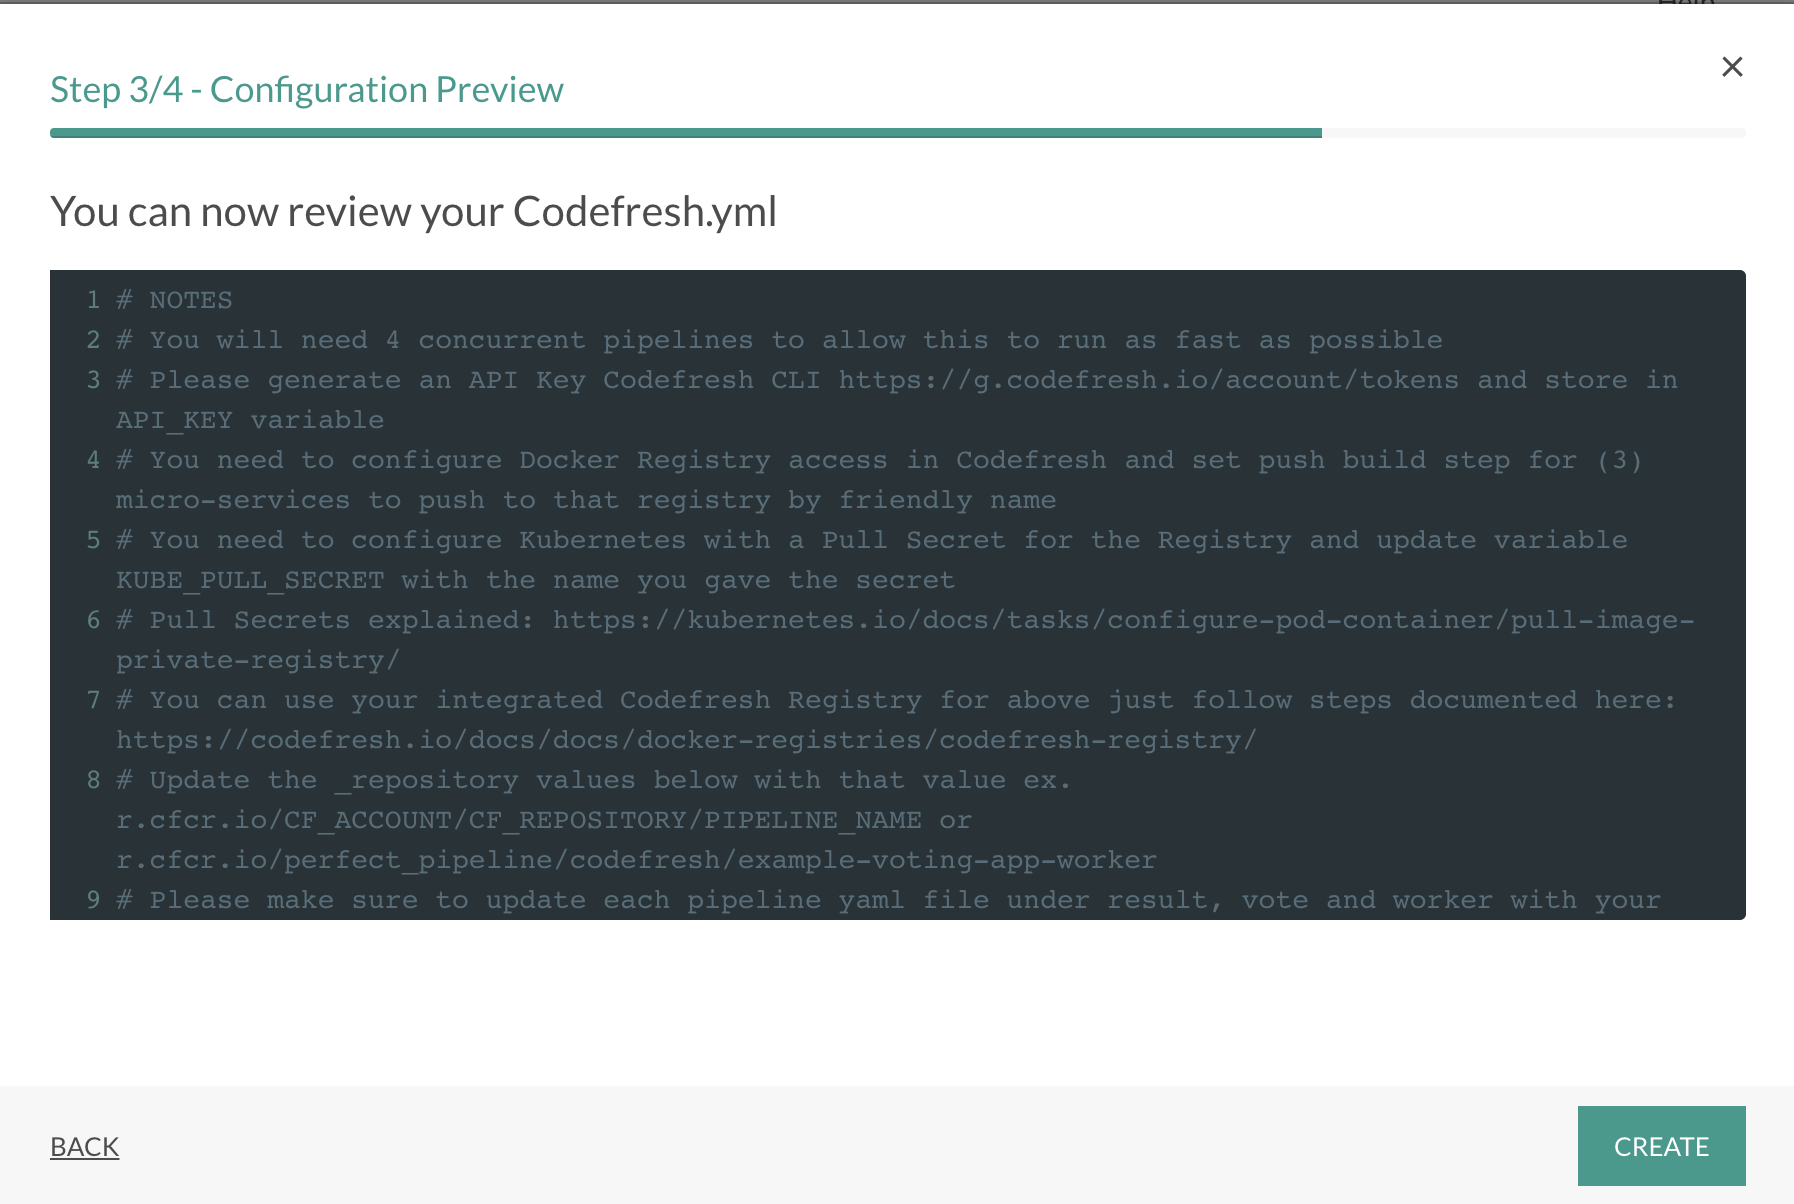 Step 3/4 - Configuration Preview
You can now review your Codefresh.yml
1 # NOTES
2 # You will need 4 concurrent pipelines to allow this to run as fast as possible
3 # Please generate an API Key Codefresh CLI https://g.codefresh.io/account/tokens and store in
API_KEY variable
4 # You need to configure Docker Registry access in Codefresh and set push build step for (3)
micro-services to push to that registry by friendly name
5 # You need to configure Kubernetes with a Pull Secret for the Registry and update variable
KUBE_PULL_SECRET with the name you gave the secret
6 # Pull Secrets explained: https://kubernetes.io/docs/tasks/configure-pod-container/pull-image-
private-registry/
7 # You can use your integrated Codefresh Registry for above just follow steps documented here:
https://codefresh.io/docs/docs/docker-registries/codefresh-registry/
8 # Update the _repository values below with that value ex.
r.cfcr.io/CF_ACCOUNT/CF_REPOSITORY/PIPELINE_NAME or
r.cfcr.io/perfect_pipeline/codefresh/example-voting-app-worker
9 # Please make sure to update each pipeline yaml file under result, vote and worker with your
BACK
CREATE